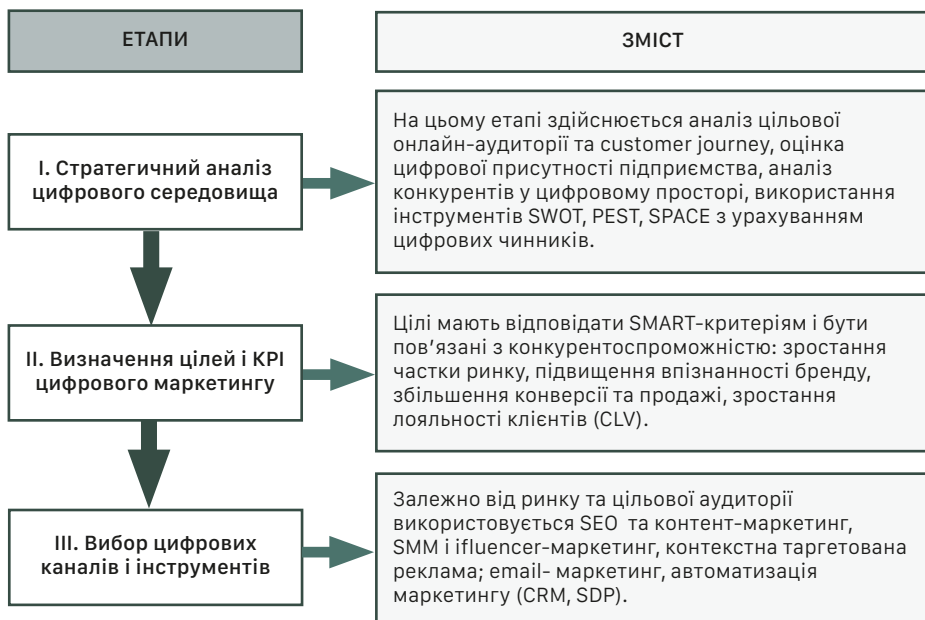 ЕТАПИ
ЗМІСТ
І. Стратегичний аналіз
цифрового середовища
На цьому етапі здійснюється аналіз цільової
онлайн-аудиторії та customer journey, оцінка
цифрової присутності підприємства, аналіз
конкурентів у цифровому просторі, використання
інструментів SWOT, PEST, SPACE з урахуванням
цифрових чинників.
ІІ. Визначення цілей і KPI
цифрового маркетингу
Цілі мають відповідати SMART-критеріям і бути
пов’язані з конкурентоспроможністю: зростання
частки ринку, підвищення впізнанності бренду,
збільшення конверсії та продажі, зростання
лояльності клієнтів (CLV).
ІІІ. Вибор цифрових
каналів і інструментів
Залежно від ринку та цільової аудиторії
використовується SEO та контент-маркетинг,
SMM і ifluencer-маркетинг, контекстна таргетована
реклама; email- маркетинг, автоматізація
маркетингу (CRM, SDP).